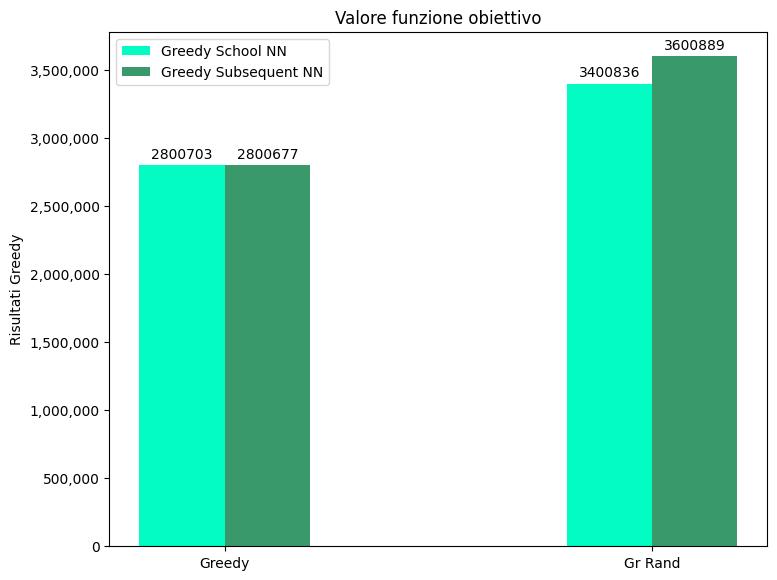 Valore funzione obiettivo
Greedy School NN
Greedy Subsequent NN
Risultati Greedy
3,500,000
3,000,000
2,500,000
2,000,000
1,500,000
1,000,000
500,000
0
2800703
2800677
3400836
3600889
Greedy
Gr Rand